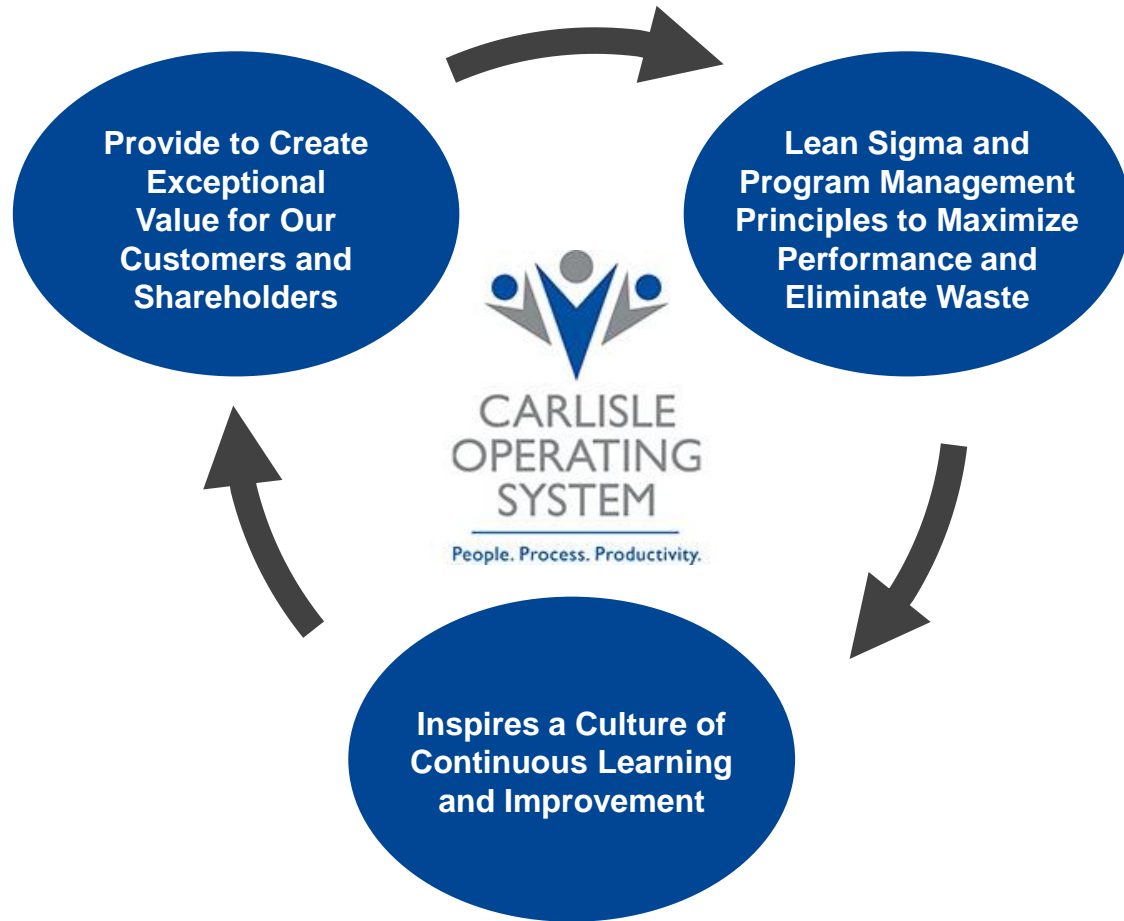 Provide to Create
Exceptional
Value for Our
Customers and
Shareholders
Lean Sigma and
Program Management
Principles to Maximize
Performance and
Eliminate Waste
CARLISLE
OPERATING
SYSTEM
People. Process. Productivity.
Inspires a Culture of
Continuous Learning
and Improvement